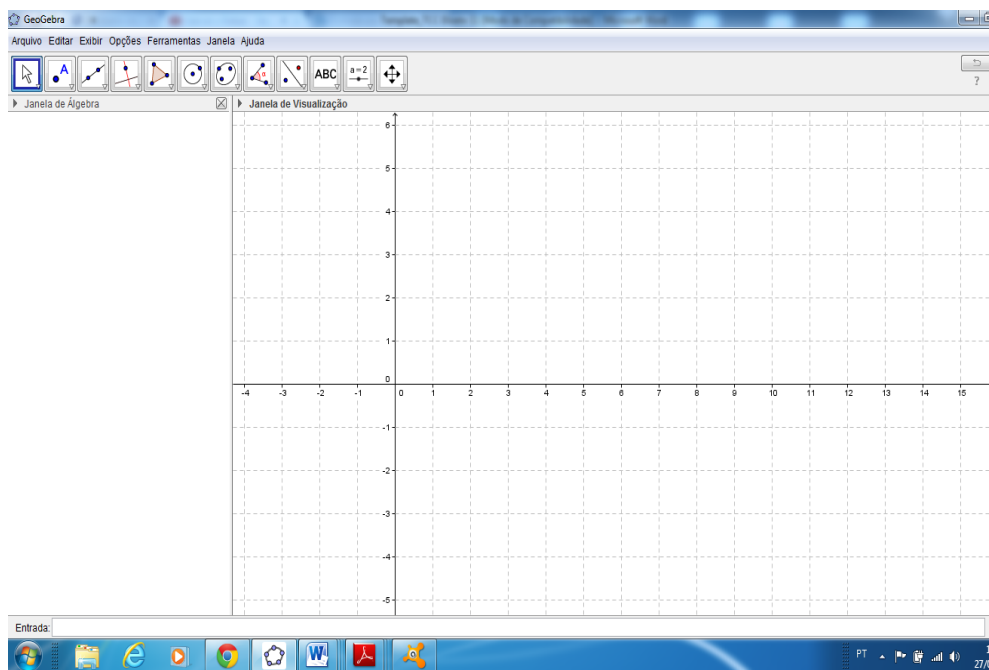 GeoGebra
Arquivo Editar Exibir Opções Ferramentas Janela Ajuda
A α ABC a=2
?
Janela de Álgebra
Janela de Visualização
6
5
4
3
2
1
0
-4 -3 -2 -1 0 1 2 3 4 5 6 7 8 9 10 11 12 13 14 15
-1
-2
-3
-4
-5
Entrada:
W PT
27/